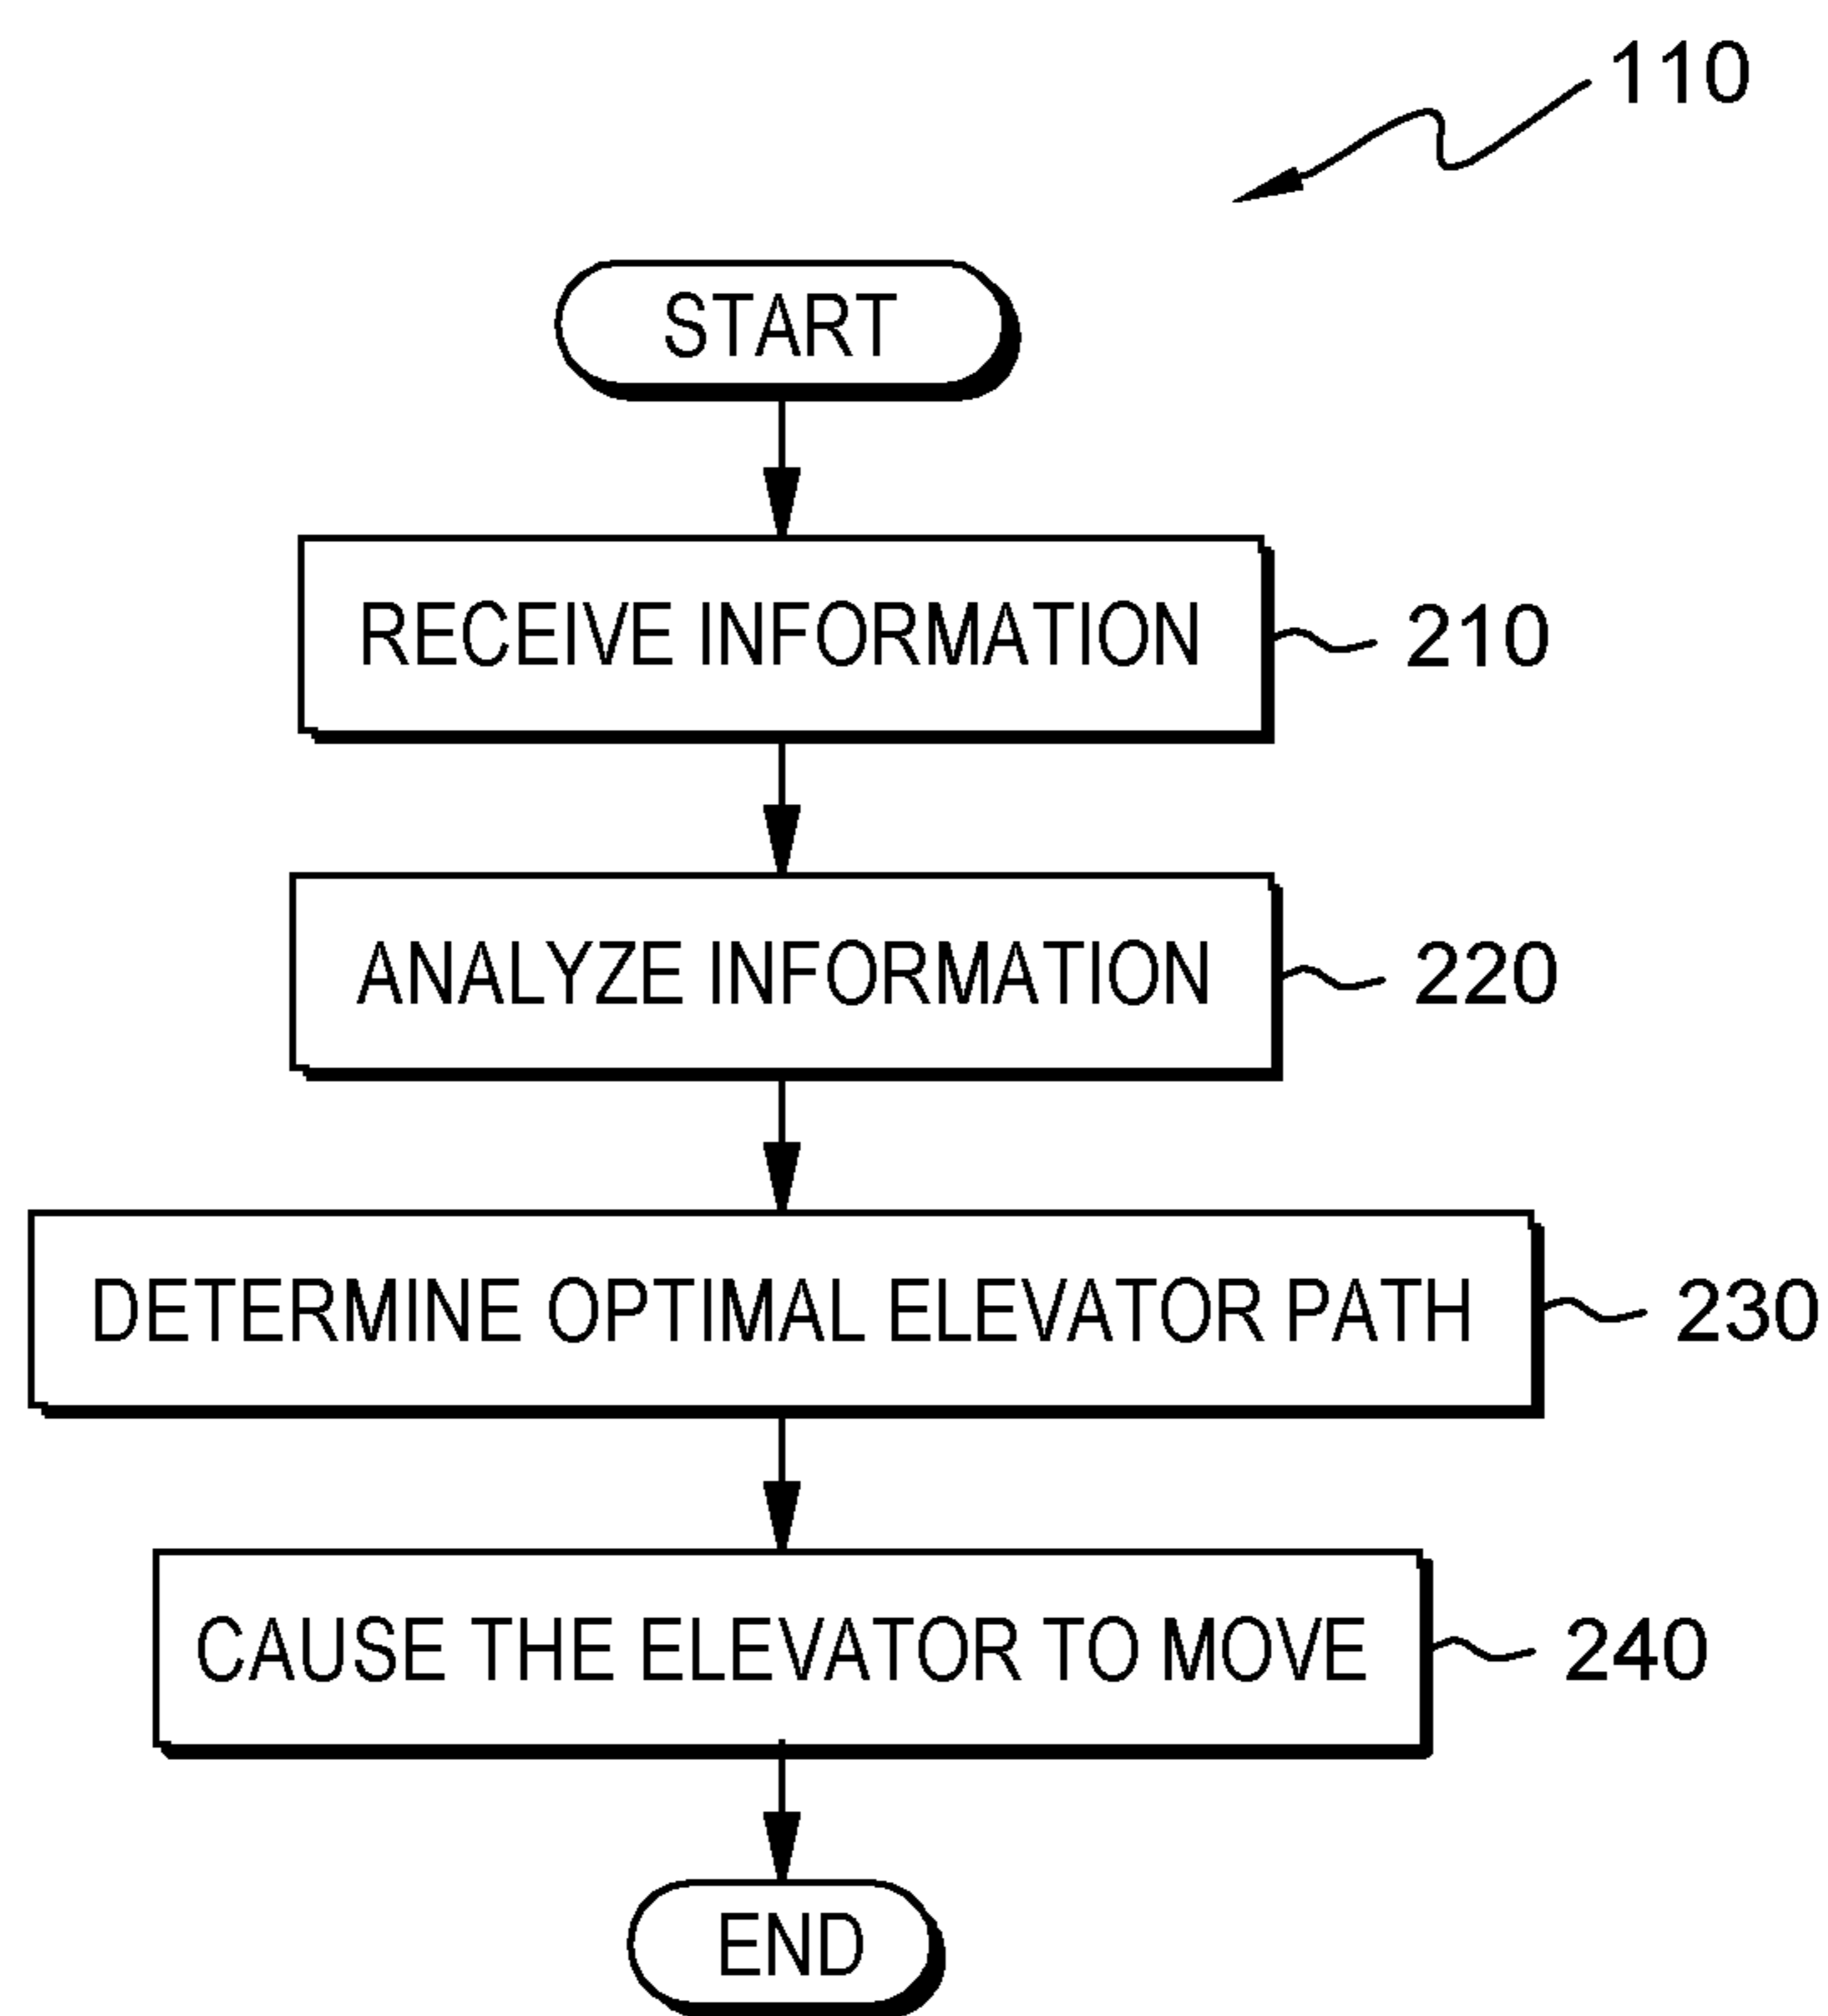 110
START
RECEIVE INFORMATION
210
ANALYZE INFORMATION
220
DETERMINE OPTIMAL ELEVATOR PATH
230
CAUSE THE ELEVATOR TO MOVE
240
END